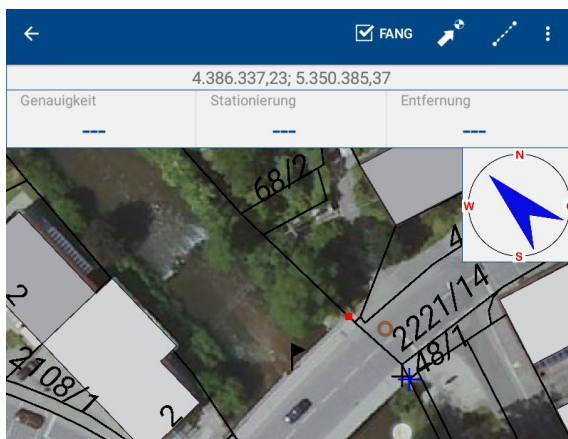 FANG
4.386.337,23; 5.350.385,37
Genauigkeit
Stationierung
Entfernung
---
---
---
N
W
S
68/2
4
2221/14
48/1
2
2108/1
2